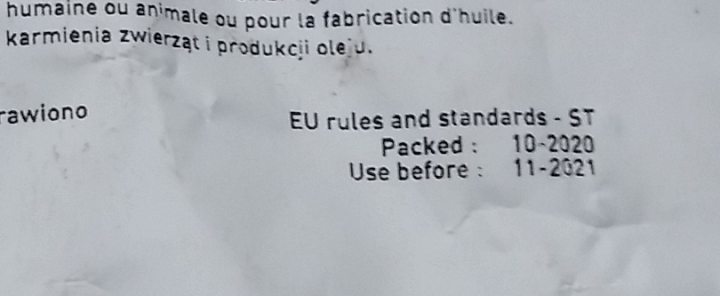 humaine ou animale ou pour la fabrication d'huile.
karmienia zwierząt i produkcji oleju.
rawiono
EU rules and standards - ST
Packed : 10-2020
Use before : 11-2021